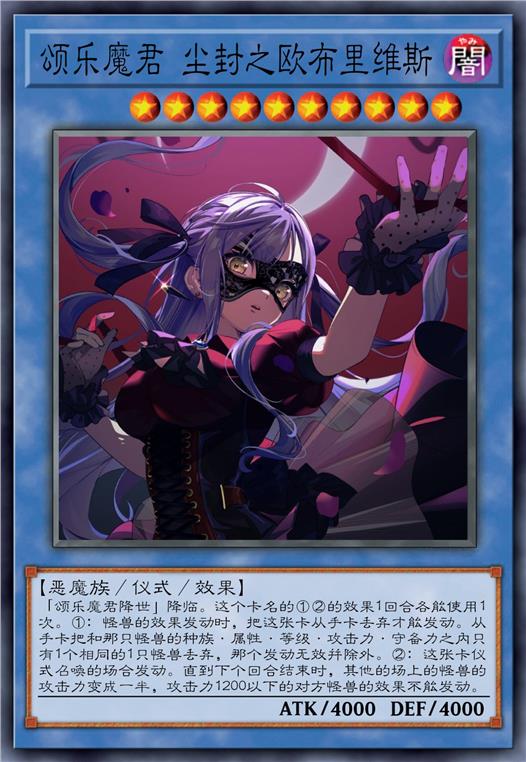 颂乐魔君 尘封之欧布里维斯
やみ
闇
【恶魔族／仪式／效果】
「颂乐魔君降世」降临。这个卡名的①②的效果1回合各能使用1
次。①：怪兽的效果发动时，把这张卡从手卡丢弃才能发动。从
手卡把和那只怪兽的种族·属性·等级·攻击力·守备力之内只
有1个相同的1只怪兽丢弃，那个发动无效并除外。②：这张卡仪
式召唤的场合发动。直到下个回合结束时，其他的场上的怪兽的
攻击力变成一半，攻击力1200以下的对方怪兽的效果不能发动。
ATK/4000 DEF/4000